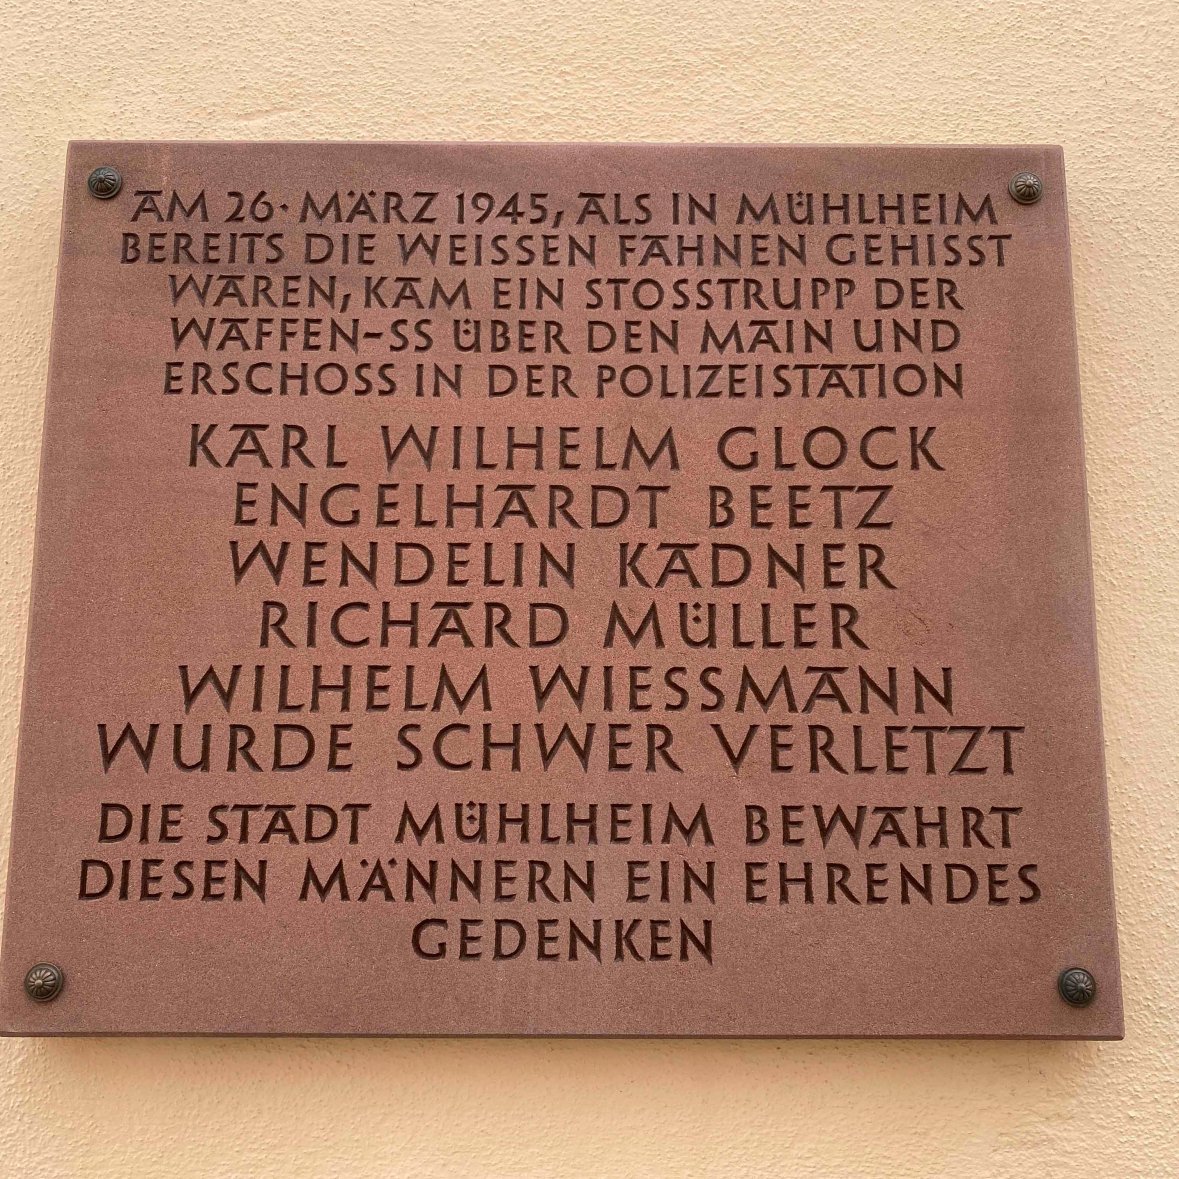 AM 26. MÄRZ 1945, ALS IN MÜHLHEIM
BEREITS DIE WEISSEN FAHNEN GEHISST
WAREN, KAM EIN STOSSTRUPP DER
WAFFEN-SS ÜBER DEN MAIN UND
ERSCHOSS IN DER POLIZEISTATION
KARL WILHELM GLOCK
ENGELHARDT BEETZ
WENDELIN KADNER
RICHARD MÜLLER
WILHELM WIESSMANN
WURDE SCHWER VERLETZT
DIE STADT MÜHLHEIM BEWAHRT
DIESEN MÄNNERN EIN EHRENDES
GEDENKEN